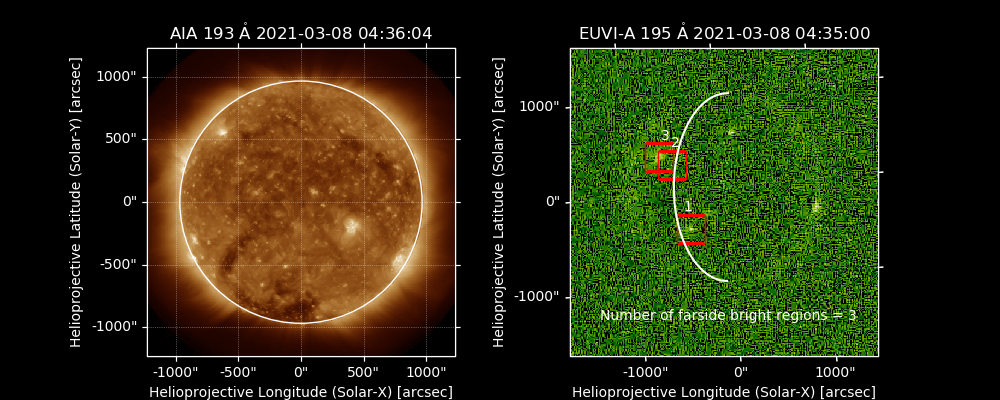 AIA 193 Å 2021-03-08 04:36:04
Helioprojective Latitude (Solar-Y) [arcsec]
1000"
500"
0"
-500"
-1000"
-1000" -500" 0" 500" 1000"
Helioprojective Longitude (Solar-X) [arcsec]
EUVI-A 195 Å 2021-03-08 04:35:00
Helioprojective Latitude (Solar-Y) [arcsec]
1000"
0"
-1000"
3
2
1
Number of farside bright regions = 3
-1000" 0" 1000"
Helioprojective Longitude (Solar-X) [arcsec]